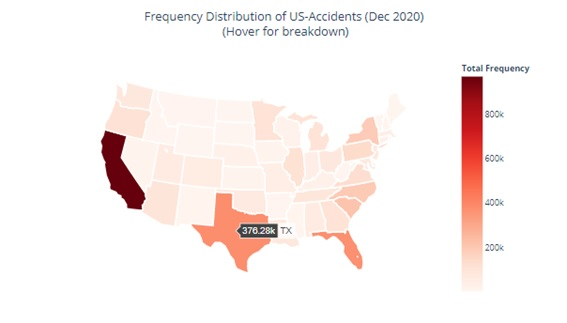 Frequency Distribution of US-Accidents (Dec 2020)
(Hover for breakdown)
Total Frequency
800k
600k
400k
200k
376.28k TX